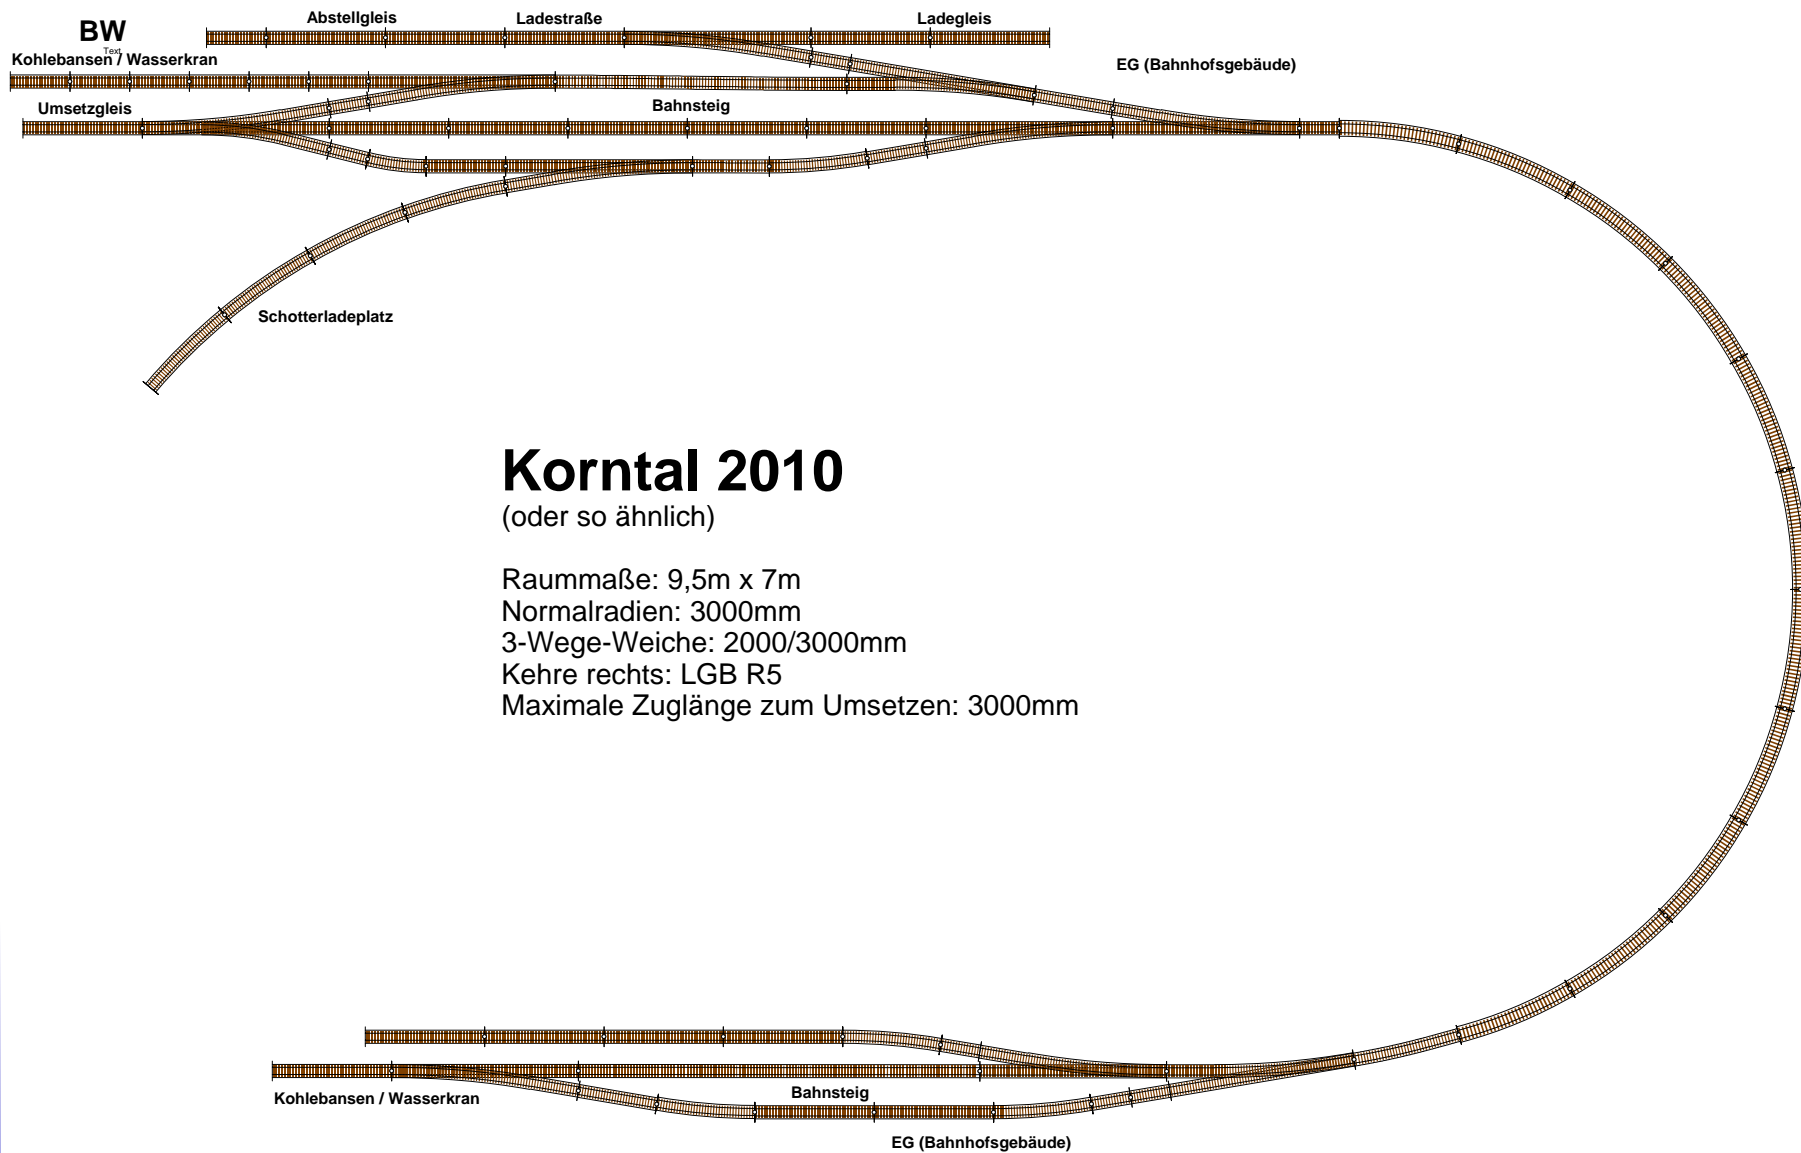 Abstellgleis
Ladestraße
Ladegleis
BW
Text
Kohlebansen / Wasserkran
EG (Bahnhofsgebäude)
Umsetzgleis
Bahnsteig
Schotterladeplatz
Korntal 2010
(oder so ähnlich)
Raummaße: 9,5m x 7m
Normalradien: 3000mm
3-Wege-Weiche: 2000/3000mm
Kehre rechts: LGB R5
Maximale Zuglänge zum Umsetzen: 3000mm
Bahnsteig
Kohlebansen / Wasserkran
EG (Bahnhofsgebäude)